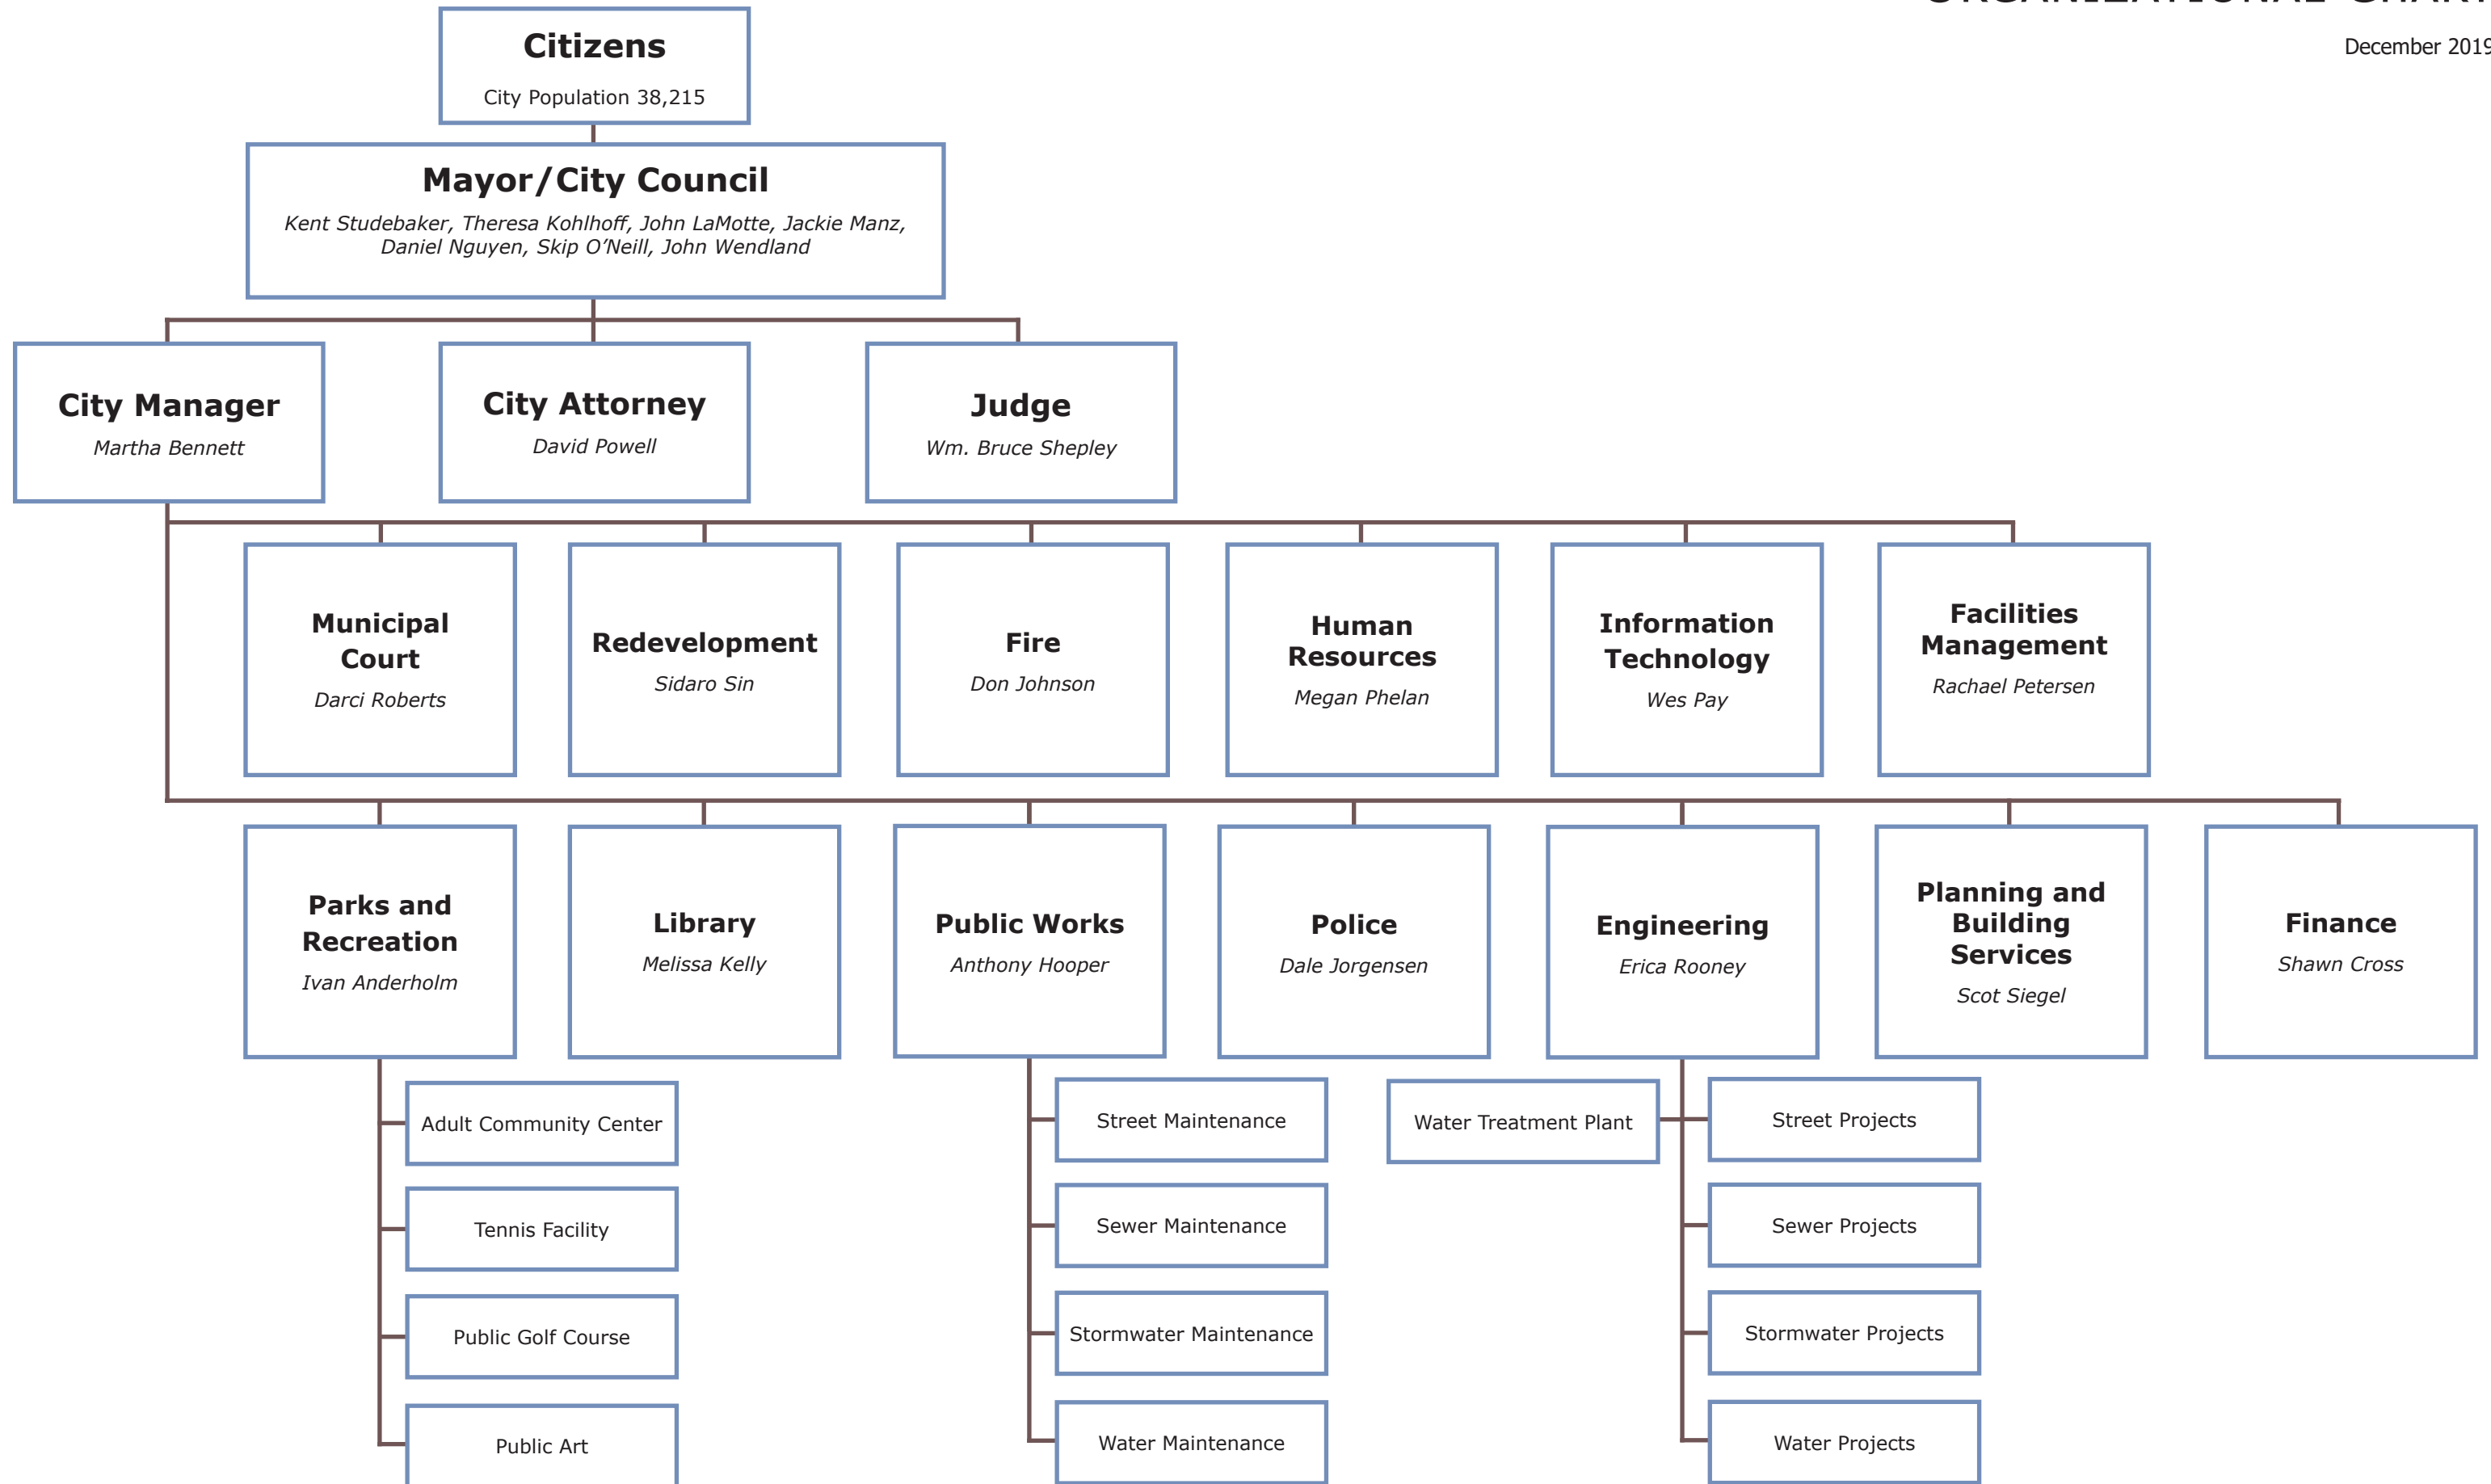 ORGANIZATIONAL CHART
December 2019
Citizens
City Population 38,215
Mayor/City Council
Kent Studebaker, Theresa Kohlhoff, John LaMotte, Jackie Manz,
Daniel Nguyen, Skip O’Neill, John Wendland
City Manager
Martha Bennett
City Attorney
David Powell
Judge
Wm. Bruce Shepley
Municipal
Court
Darci Roberts
Redevelopment
Sidaro Sin
Fire
Don Johnson
Human
Resources
Megan Phelan
Information
Technology
Wes Pay
Facilities
Management
Rachael Petersen
Parks and
Recreation
Ivan Anderholm
Library
Melissa Kelly
Public Works
Anthony Hooper
Police
Dale Jorgensen
Engineering
Erica Rooney
Planning and
Building
Services
Scot Siegel
Finance
Shawn Cross
Adult Community Center
Tennis Facility
Public Golf Course
Public Art
Street Maintenance
Sewer Maintenance
Stormwater Maintenance
Water Maintenance
Water Treatment Plant
Street Projects
Sewer Projects
Stormwater Projects
Water Projects